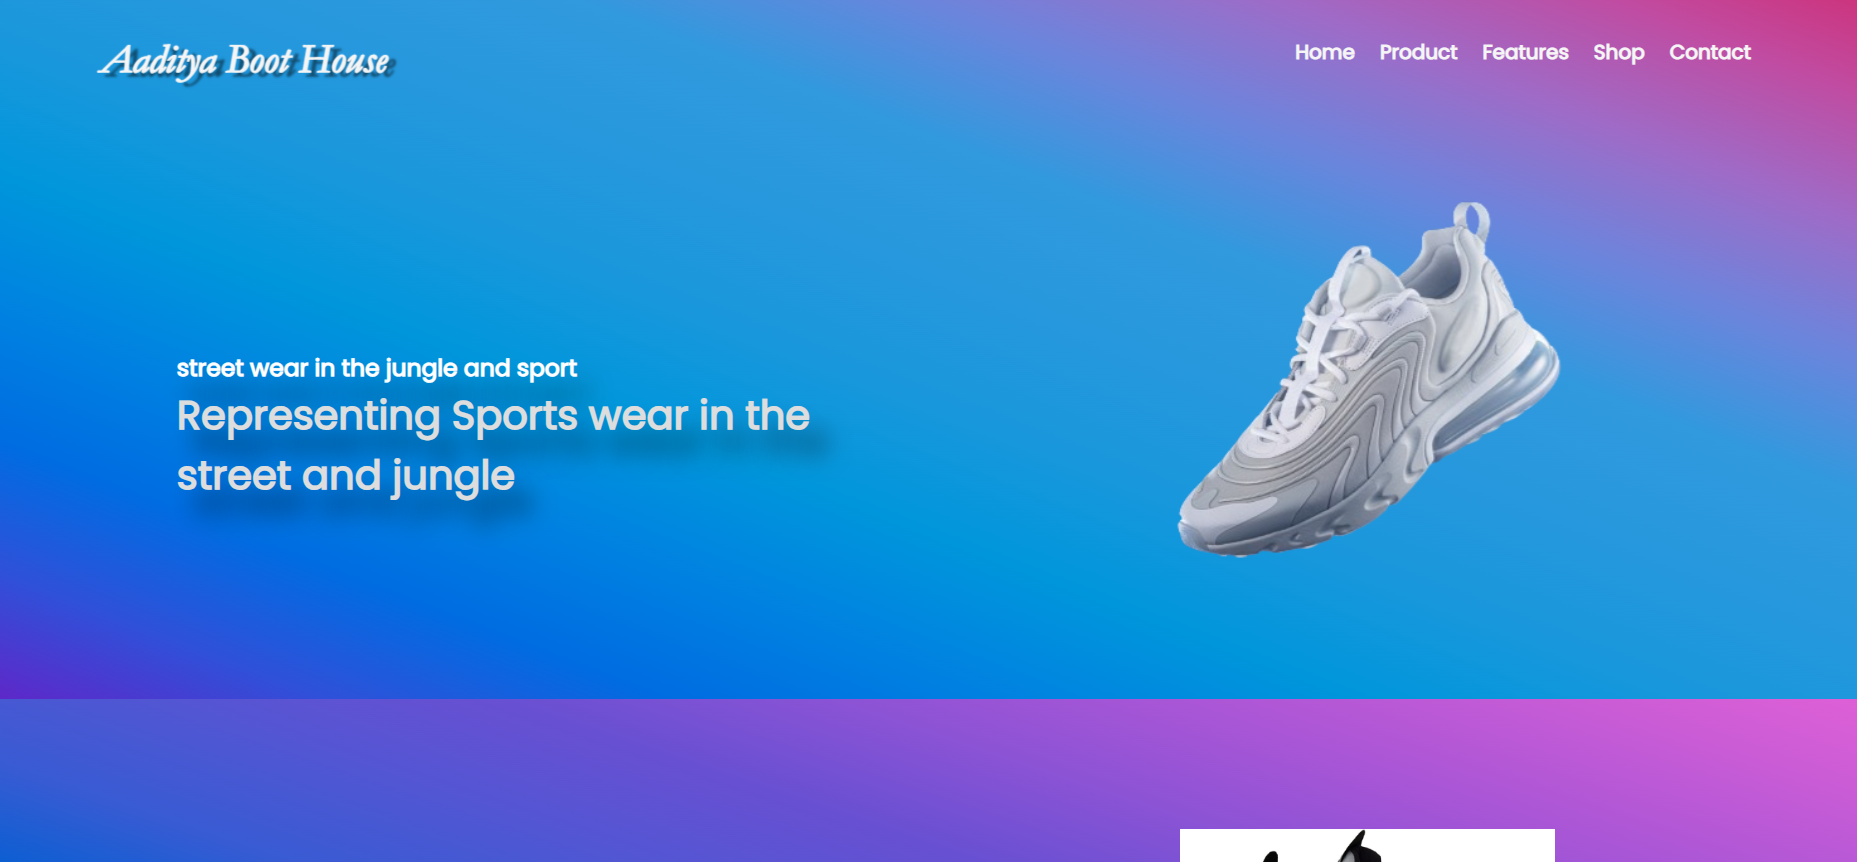 Aaditya Boot House
Home Product Features Shop Contact
street wear in the jungle and sport
Representing Sports wear in the
street and jungle